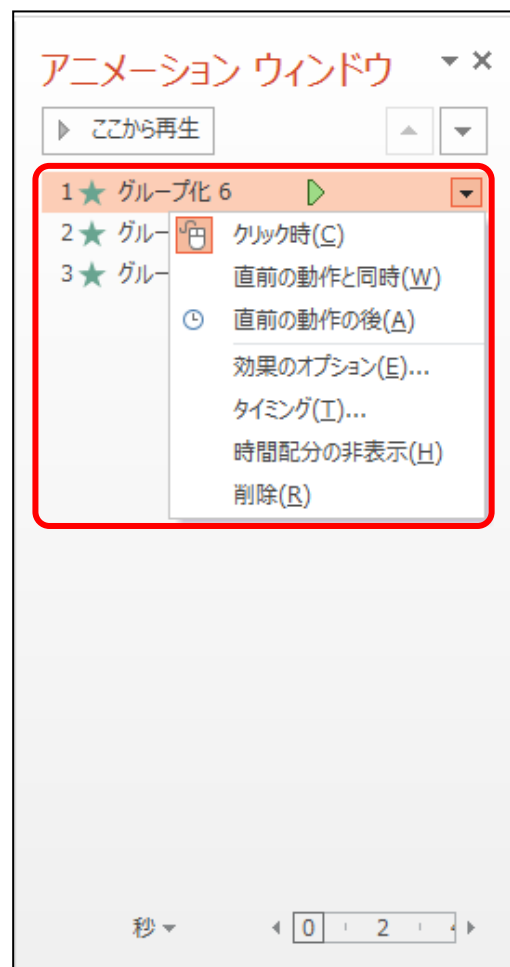 アニメーション ウィンドウ
ここから再生
1 グループ化 6
2 グルー
クリック時(C)
3 グルー
直前の動作と同時(W)
直前の動作の後(A)
効果のオプション(E)...
タイミング(T)...
時間配分の非表示(H)
削除(R)
秒
0 2